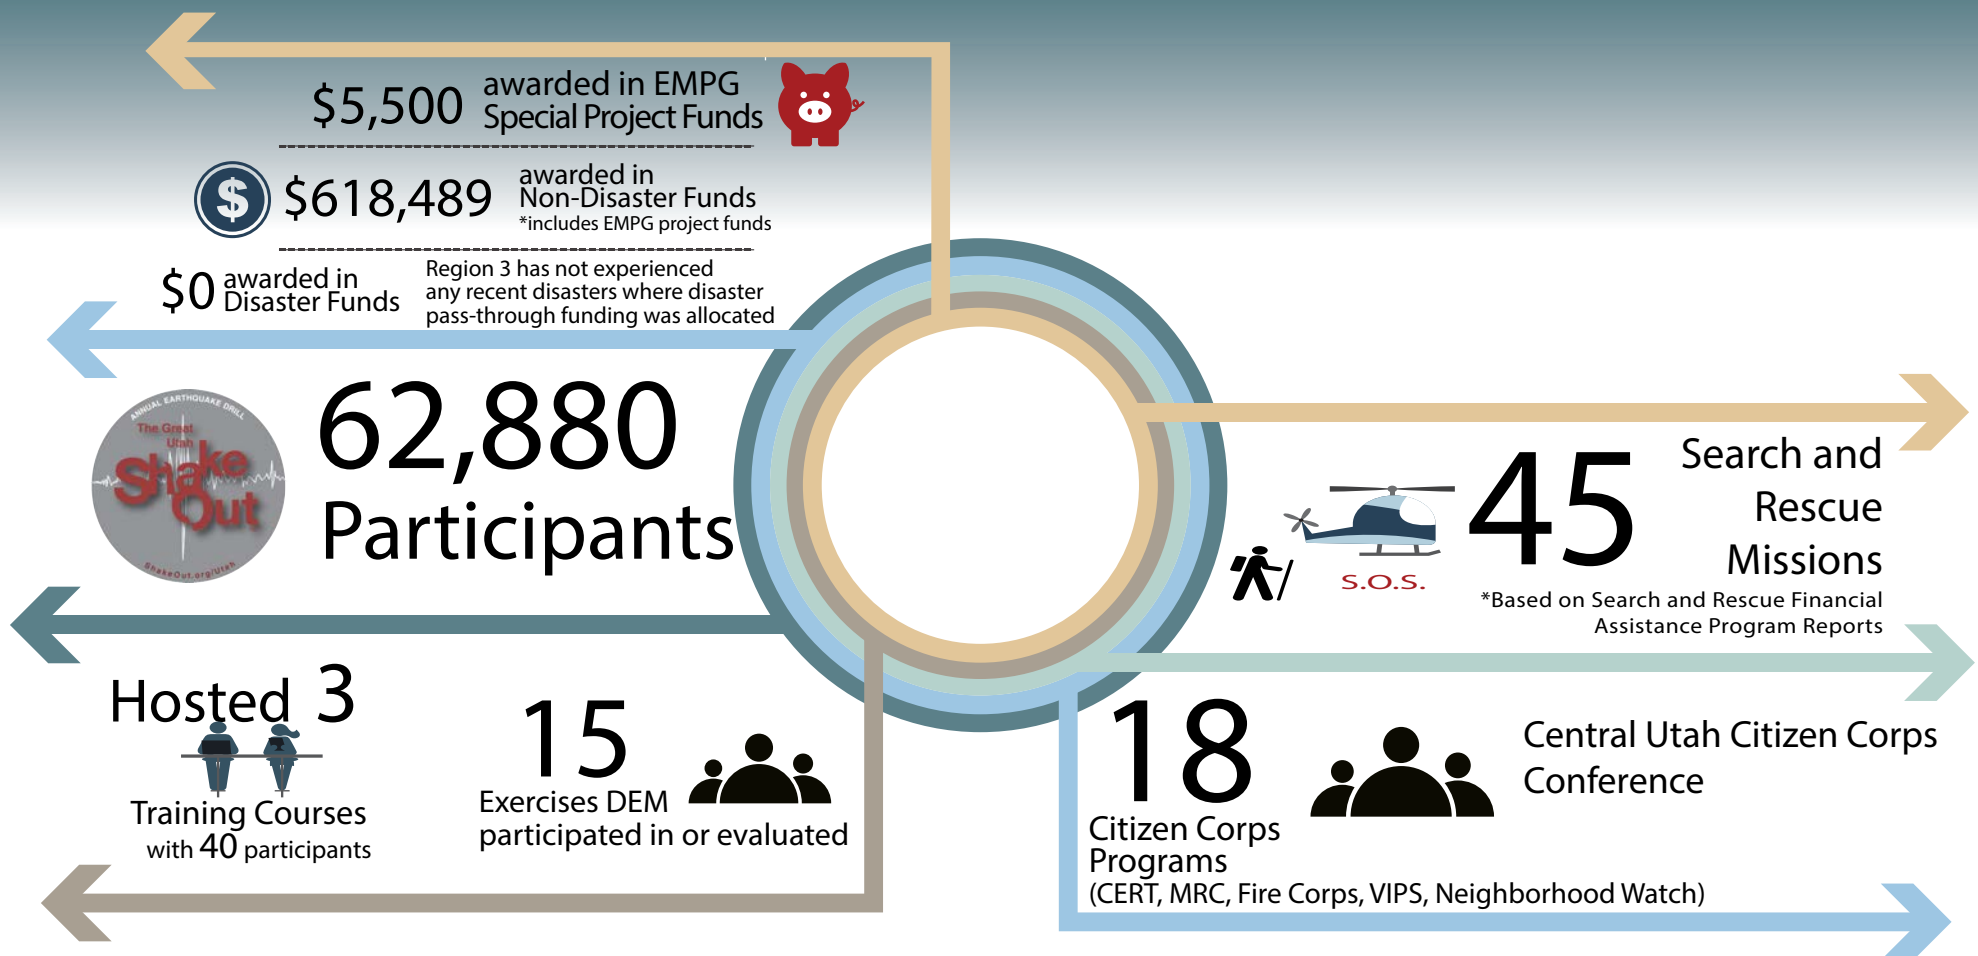 $5,500 awarded in EMPG
Special Project Funds
$
$618,489 awarded in
Non-Disaster Funds
*includes EMPG project funds
$0 awarded in
Disaster Funds
Region 3 has not experienced
any recent disasters where disaster
pass-through funding was allocated
ANNUAL EARTHQUAKE DRILL
The Great
Utah
Shake
Out
ShakeOut.org/Utah
62,880
Participants
45
Search and
Rescue
Missions
S.O.S.
*Based on Search and Rescue Financial
Assistance Program Reports
Hosted 3
Training Courses
with 40 participants
15
Exercises DEM
participated in or evaluated
18
Citizen Corps
Programs
(CERT, MRC, Fire Corps, VIPS, Neighborhood Watch)
Central Utah Citizen Corps
Conference